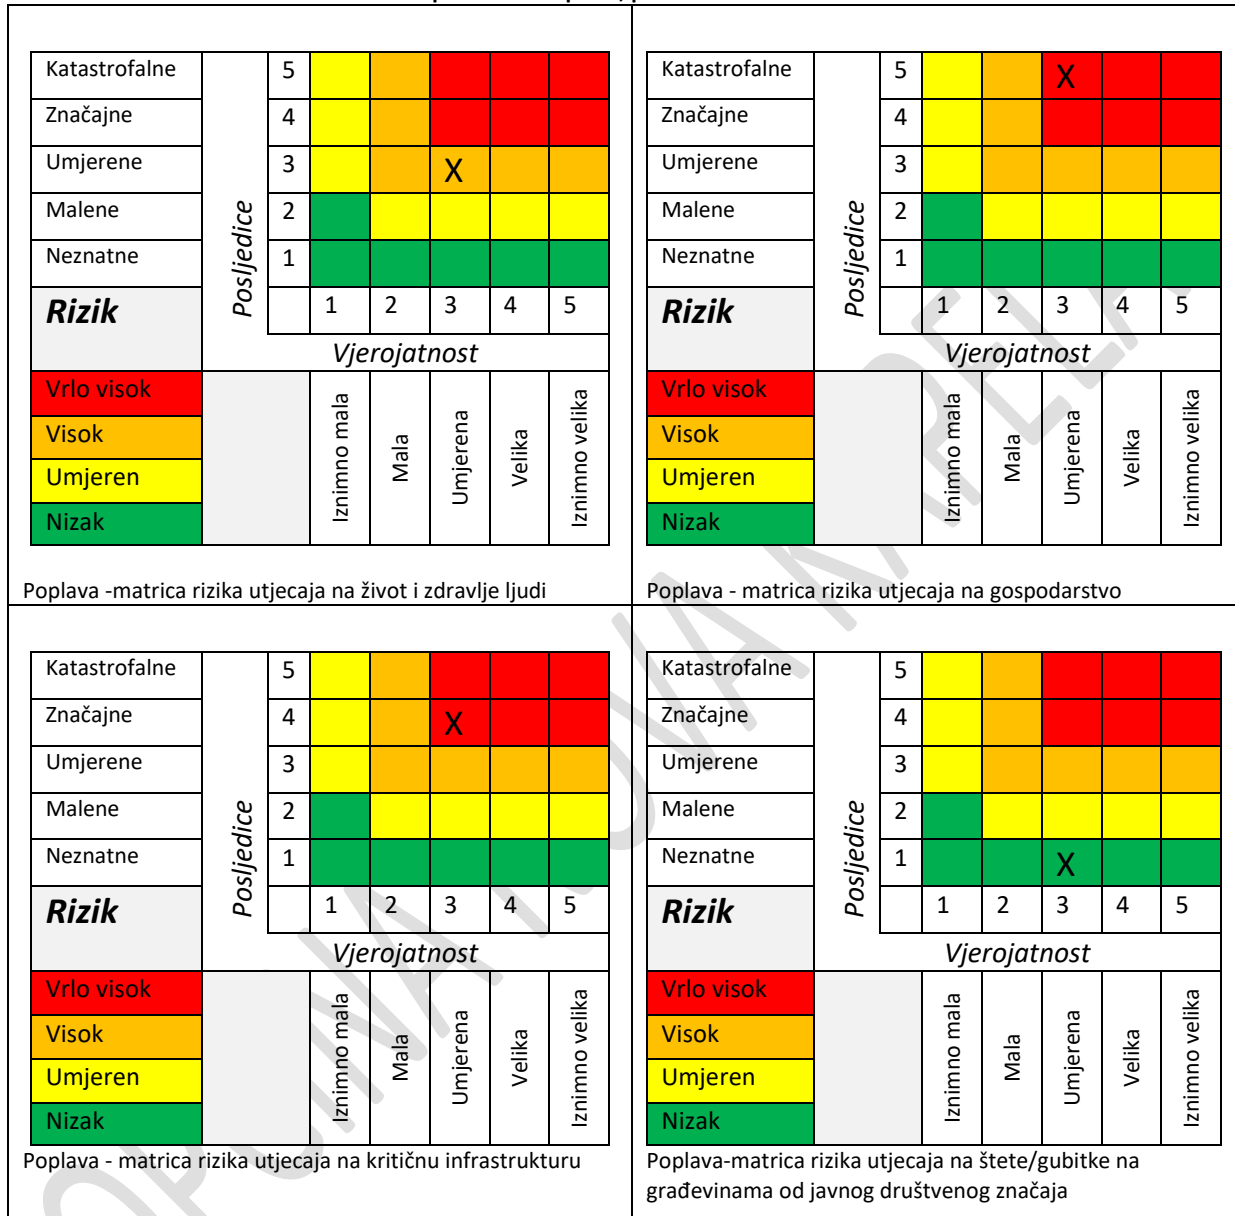 Katastrofalne 5
Značajne 4
Umjerene 3 X
Malene 2
Neznatne 1
Posljedice
Rizik 1 2 3 4 5
Vjerojatnost
Vrlo visok
Visok
Umjeren
Nizak
Iznimno mala
Mala
Umjerena
Velika
Iznimno velika
Poplava -matrica rizika utjecaja na život i zdravlje ljudi
Katastrofalne 5 X
Značajne 4
Umjerene 3
Malene 2
Neznatne 1
Posljedice
Rizik 1 2 3 4 5
Vjerojatnost
Vrlo visok
Visok
Umjeren
Nizak
Iznimno mala
Mala
Umjerena
Velika
Iznimno velika
Poplava - matrica rizika utjecaja na gospodarstvo
Katastrofalne 5
Značajne 4 X
Umjerene 3
Malene 2
Neznatne 1
Posljedice
Rizik 1 2 3 4 5
Vjerojatnost
Vrlo visok
Visok
Umjeren
Nizak
Iznimno mala
Mala
Umjerena
Velika
Iznimno velika
Poplava - matrica rizika utjecaja na kritičnu infrastrukturu
Katastrofalne 5
Značajne 4
Umjerene 3
Malene 2
Neznatne 1 X
Posljedice
Rizik 1 2 3 4 5
Vjerojatnost
Vrlo visok
Visok
Umjeren
Nizak
Iznimno mala
Mala
Umjerena
Velika
Iznimno velika
Poplava-matrica rizika utjecaja na štete/gubitke na
građevinama od javnog društvenog značaja